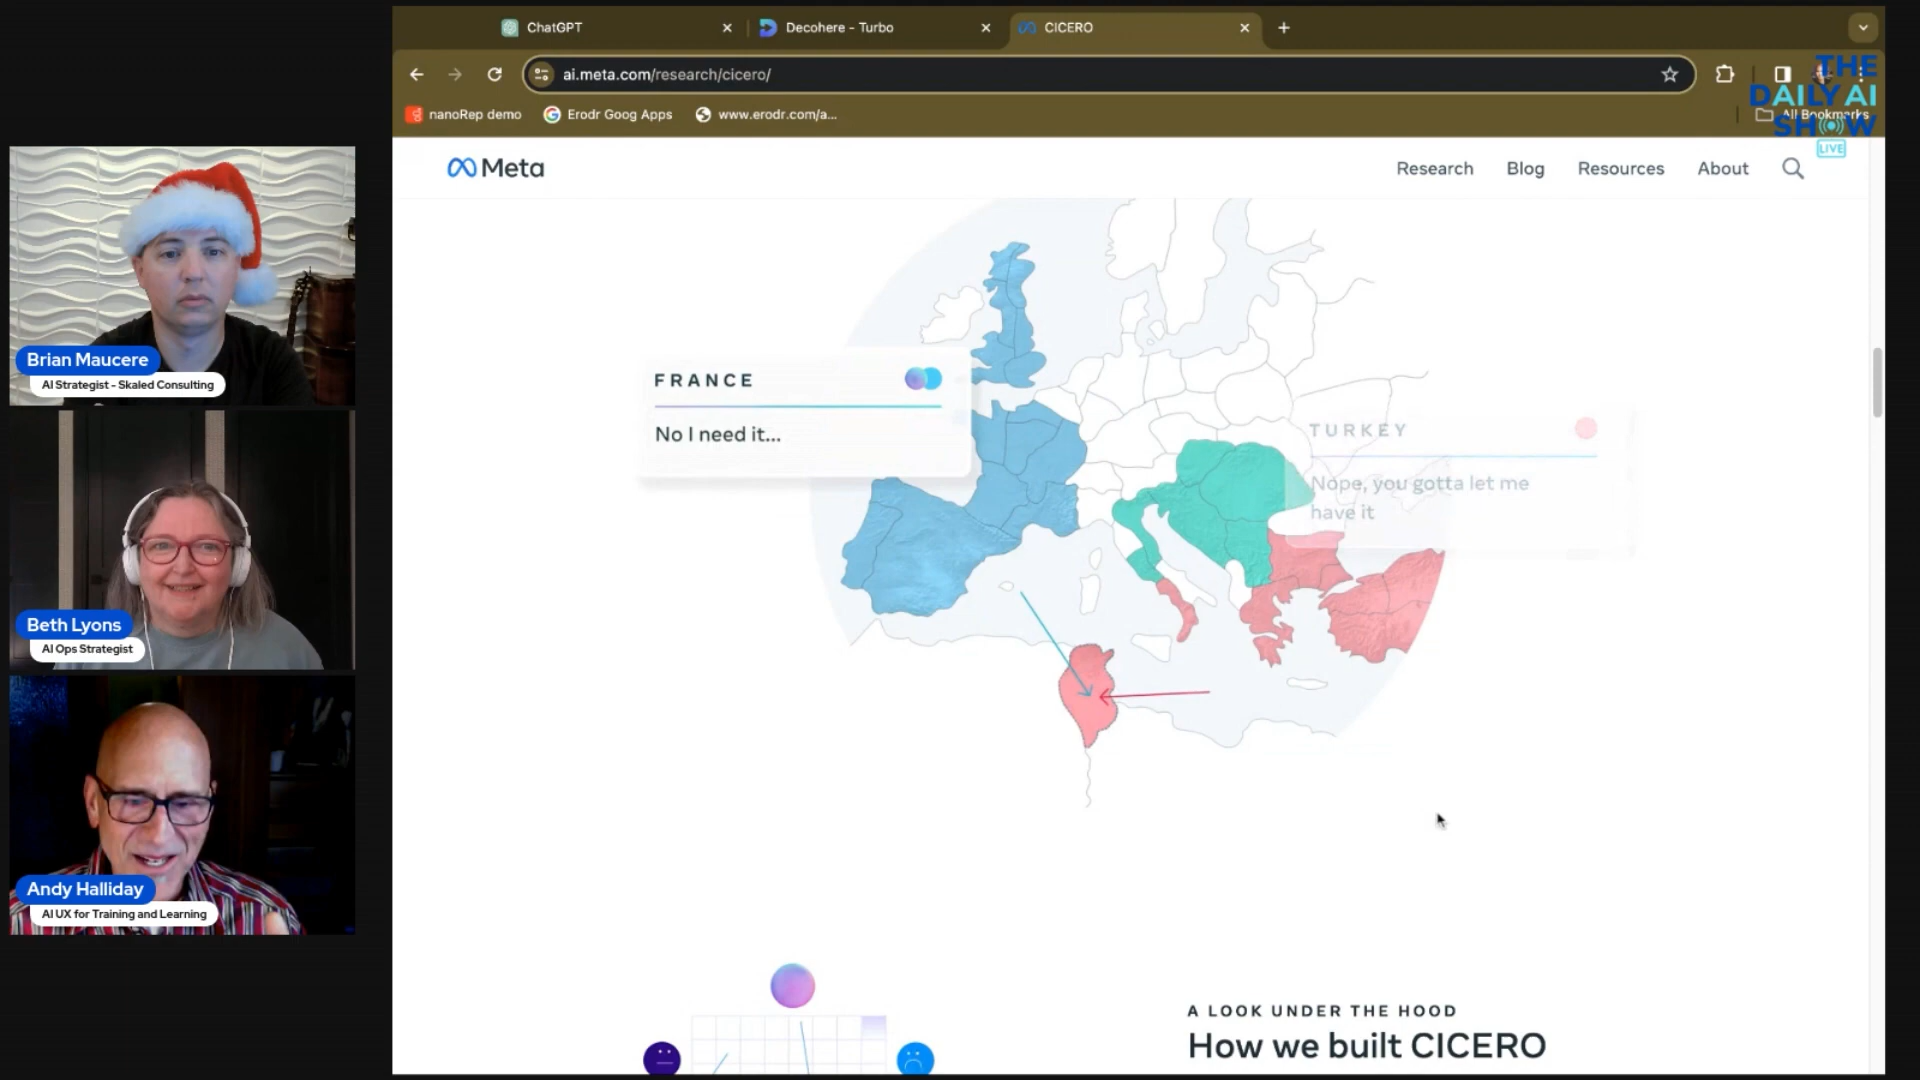 ChatGPT
Decohere - Turbo
CICERO
ai.meta.com/research/cicero/
THE
DAILY AI
SHOW
LIVE
nanoRep demo
Erodr Goog Apps
www.erodr.com/a...
All Bookmarks
Meta
Research
Blog
Resources
About
FRANCE
No I need it...
TURKEY
Nope, you gotta let me
have it
Brian Maucere
AI Strategist - Skaled Consulting
Beth Lyons
AI Ops Strategist
Andy Halliday
AI UX for Training and Learning
A LOOK UNDER THE HOOD
How we built CICERO